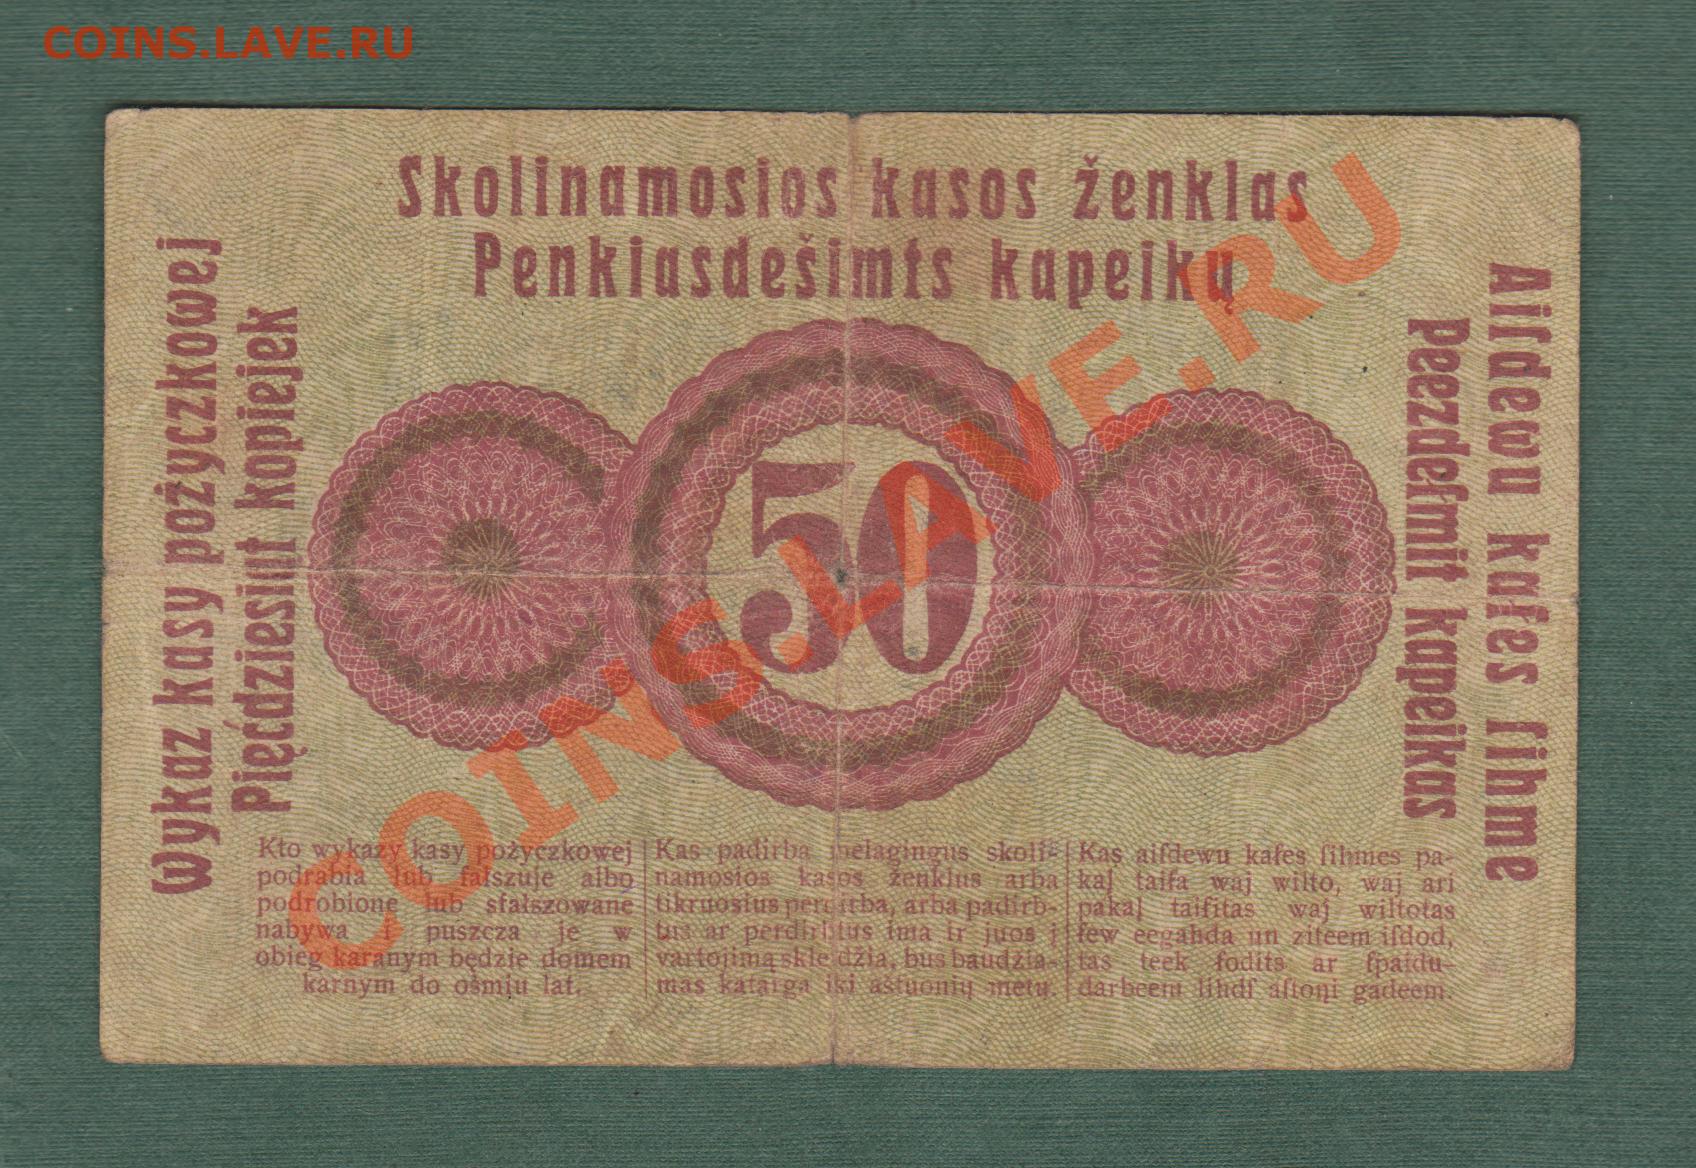 COINS.LAVE.RU
Skolinamosios kasos ženklas
Penkiasdešimts kapeikų
Wykaz kasy pożyczkowej
Pięćdziesiut kopiejek
50
Aiſdewu kaſes ſihme
Peezdeſmit kapeikas
Kto wykazy kasy pożyczkowej
podrabia lub fałszuje albo
podrobione lub sfałszowane
nabywa i puszcza je w
obieg karanym będzie domem
karnym do ośmiu lat.
Kas padirba melagingus skoli-
namosios kasos ženklus arba
tikruosius perdirba, arba padirb-
tus ar perdirbtus ima ir juos į
vartojimą skleidžia, bus baudžia-
mas katarga iki aštuonių metų.
Kas aiſdewu kaſes ſihmes pa-
kaļ taiſa waj wilto, waj ari
pakaļ taiſitas waj wiltotas
ſew eegahda un ziteem iſdod,
tas teek ſodits ar ſpaidu-
darbeem lihdſ aſtoņi gadeem.
COINS.LAVE.RU